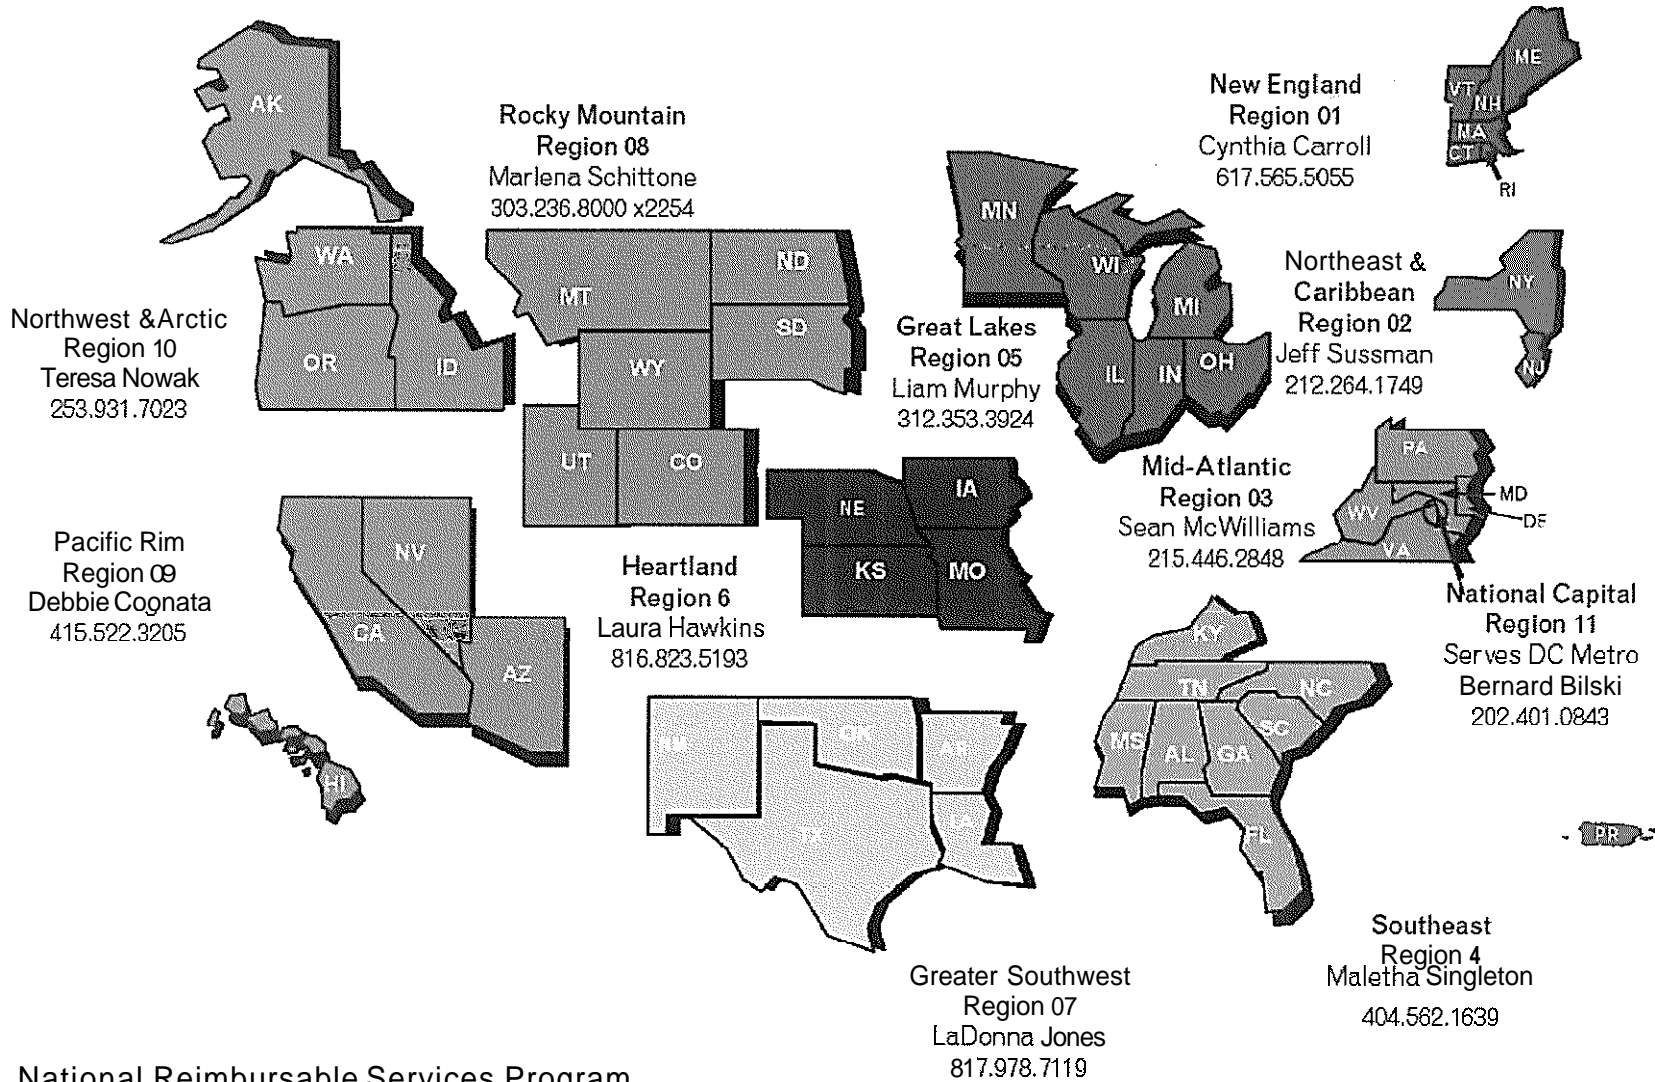 AK
Rocky Mountain
Region 08
Marlena Schittone
303.236.8000 x2254
New England
Region 01
Cynthia Carroll
617.565.5055
ME
VT
NH
NA
CT
RI
WA
OR
ID
Northwest &Arctic
Region 10
Teresa Nowak
253.931.7023
MT
ND
SD
WY
UT
CO
MN
WI
MI
IL
IN
OH
Great Lakes
Region 05
Liam Murphy
312.353.3924
Northeast &
Caribbean
Region 02
Jeff Sussman
212.264.1749
NY
NJ
Mid-Atlantic
Region 03
Sean McWilliams
215.446.2848
PA
MD
DE
WV
VA
Pacific Rim
Region 09
Debbie Cognata
415.522.3205
NV
CA
AZ
HI
Heartland
Region 6
Laura Hawkins
816.823.5193
NE
IA
KS
MO
National Capital
Region 11
Serves DC Metro
Bernard Bilski
202.401.0843
KY
TN
NC
MS
AL
GA
SC
FL
NM
OK
AR
TX
LA
PR
Greater Southwest
Region 07
LaDonna Jones
817.978.7119
Southeast
Region 4
Maletha Singleton
404.562.1639
National Reimbursable Services Program